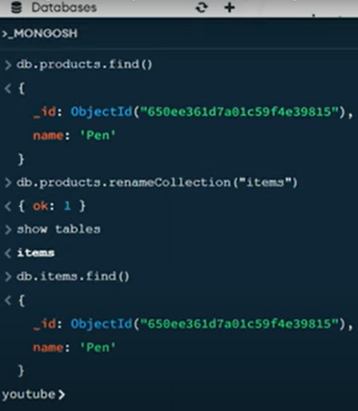 Databases
>_MONGOSH
> db.products.find()
< {
_id: ObjectId("650ee361d7a01c59f4e39815"),
name: 'Pen'
}
> db.products.renameCollection("items")
< { ok: 1 }
> show tables
< items
> db.items.find()
< {
_id: ObjectId("650ee361d7a01c59f4e39815"),
name: 'Pen'
}
youtube>